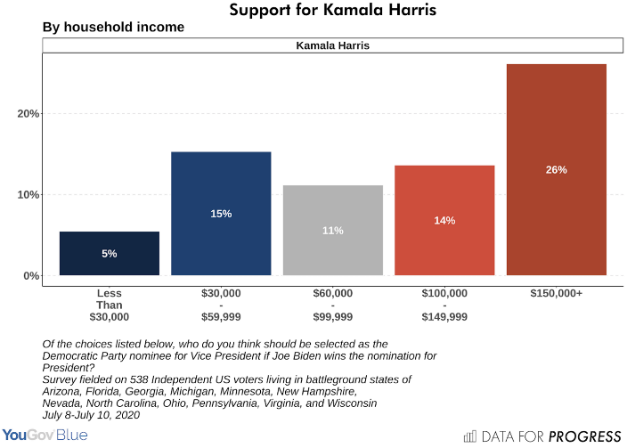 Support for Kamala Harris
By household income
Kamala Harris
20%
10%
0%
5%
15%
11%
14%
26%
Less
Than
$30,000
$30,000
-
$59,999
$60,000
-
$99,999
$100,000
-
$149,999
$150,000+
Of the choices listed below, who do you think should be selected as the
Democratic Party nominee for Vice President if Joe Biden wins the nomination for
President?
Survey fielded on 538 Independent US voters living in battleground states of
Arizona, Florida, Georgia, Michigan, Minnesota, New Hampshire,
Nevada, North Carolina, Ohio, Pennsylvania, Virginia, and Wisconsin
July 8-July 10, 2020
YouGov Blue
DATA FOR PROGRESS